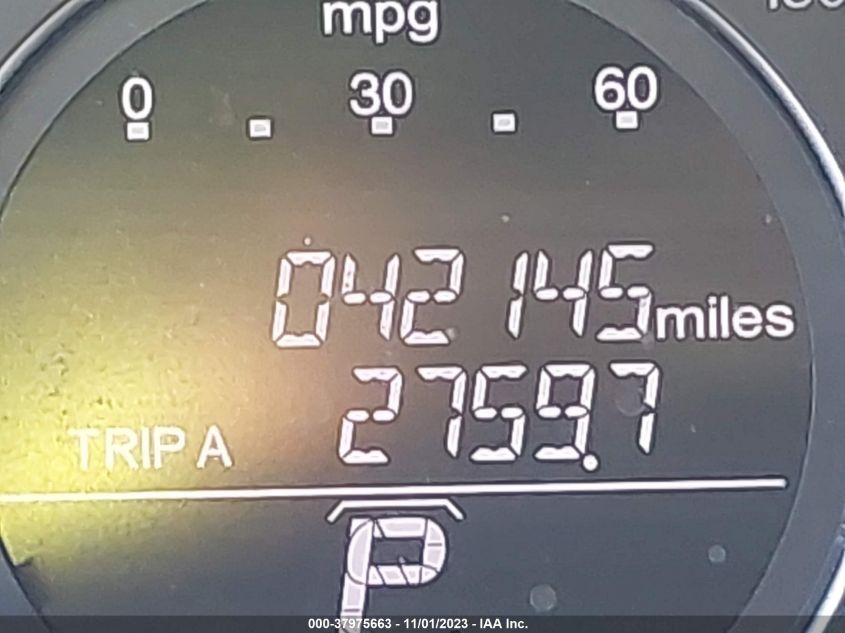 mpg
0 30 60
042145 miles
TRIP A 2759.7
P
000-37975663 - 11/01/2023 - IAA Inc.